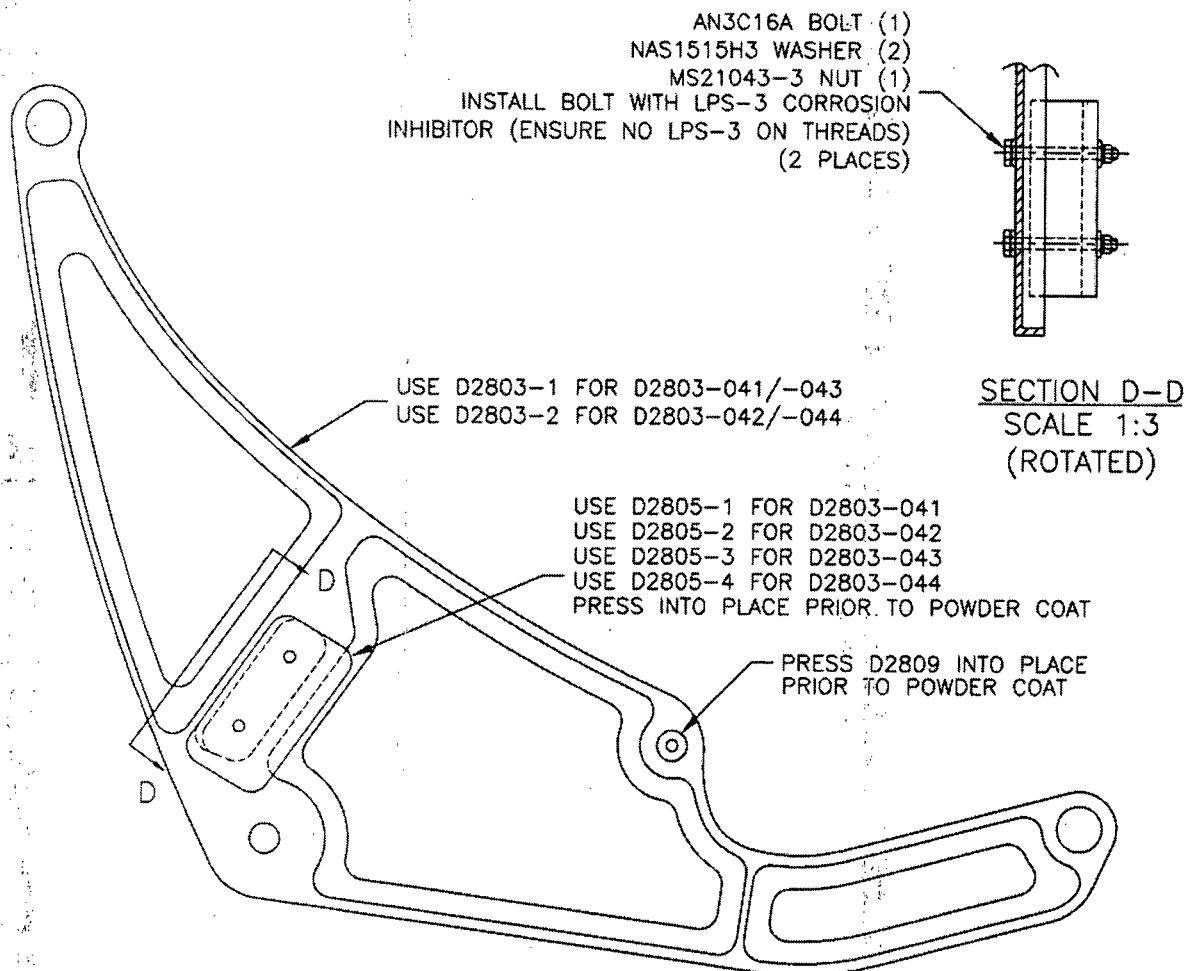 AN3C16A BOLT (1)
NAS1515H3 WASHER (2)
MS21043-3 NUT (1)
INSTALL BOLT WITH LPS-3 CORROSION
INHIBITOR (ENSURE NO LPS-3 ON THREADS)
(2 PLACES)
SECTION D-D
SCALE 1:3
(ROTATED)
USE D2803-1 FOR D2803-041/-043
USE D2803-2 FOR D2803-042/-044
USE D2805-1 FOR D2803-041
USE D2805-2 FOR D2803-042
USE D2805-3 FOR D2803-043
USE D2805-4 FOR D2803-044
PRESS INTO PLACE PRIOR TO POWDER COAT
D
PRESS D2809 INTO PLACE
PRIOR TO POWDER COAT
D